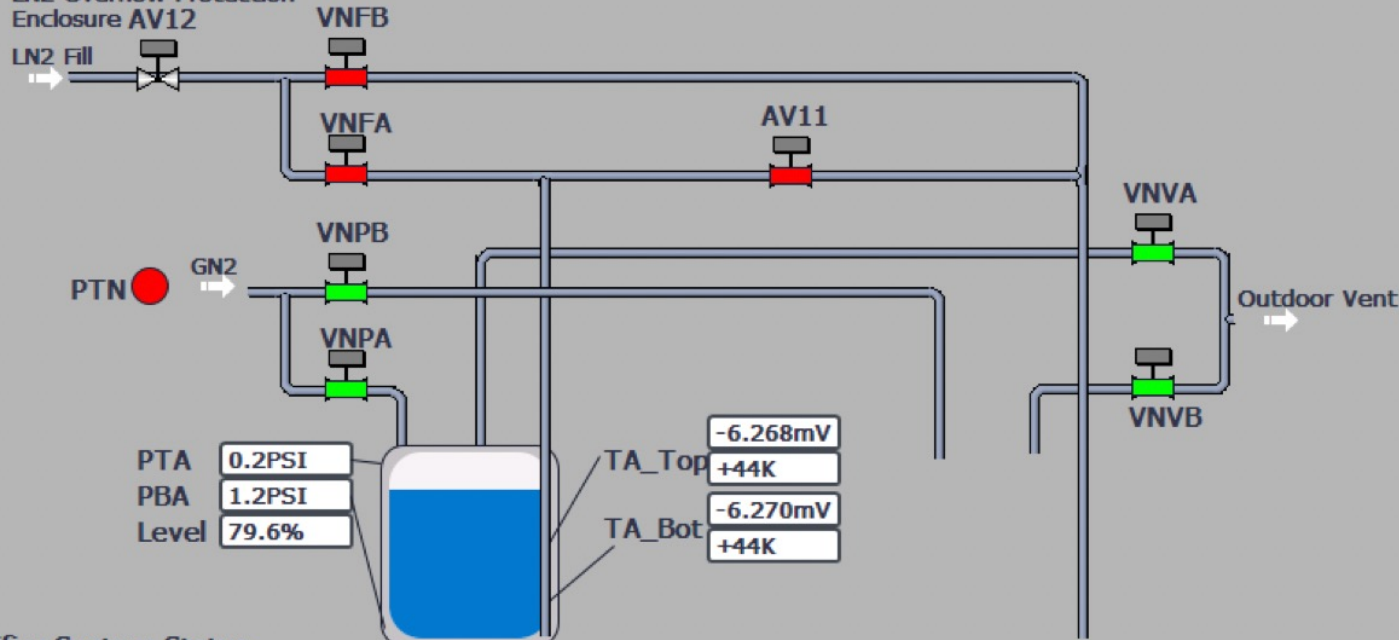 Enclosure AV12 VNFB
LN2 Fill
VNFA
AV11
VNVA
VNPB
GN2
PTN
Outdoor Vent
VNPA
VNVB
PTA 0.2PSI
PBA 1.2PSI
Level 79.6%
TA_Top -6.268mV
+44K
TA_Bot -6.270mV
+44K